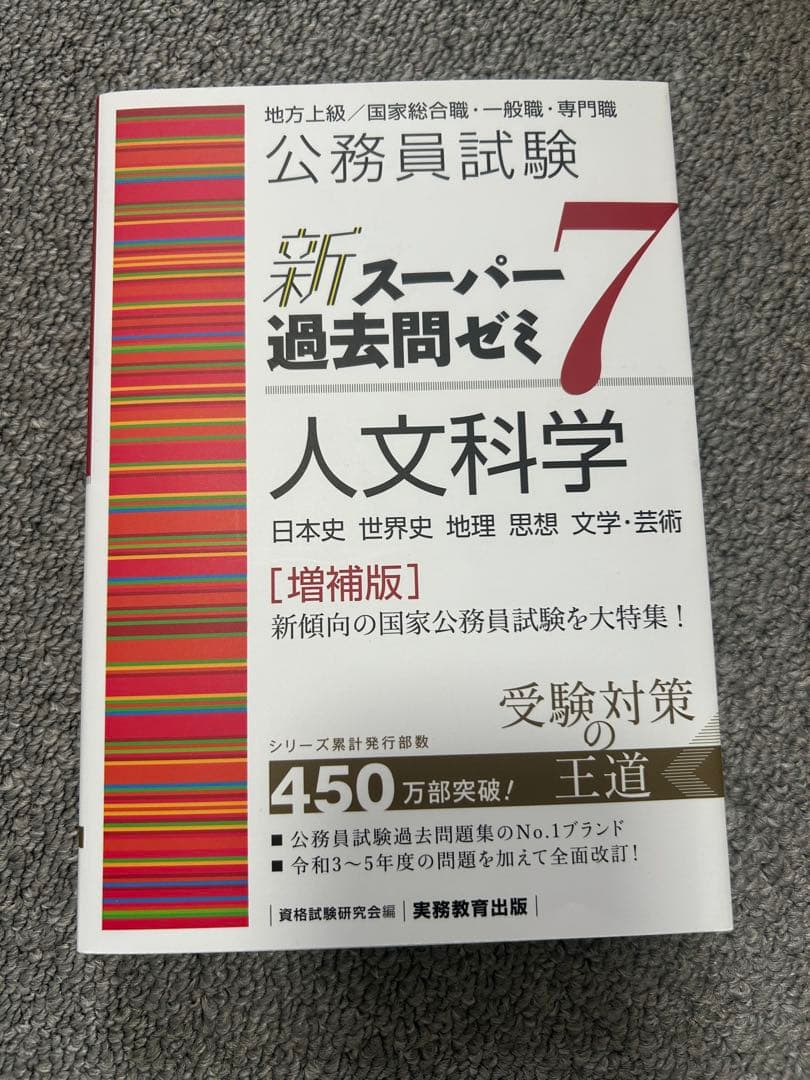 地方上級／国家総合職・一般職・専門職
公務員試験
新スーパー
過去問ゼミ7
人文科学
日本史 世界史 地理 思想 文学・芸術
［増補版］
新傾向の国家公務員試験を大特集！
受験対策
の
王道
シリーズ累計発行部数
450万部突破！
■ 公務員試験過去問題集のNo.1ブランド
■ 令和3〜5年度の問題を加えて全面改訂！
｜資格試験研究会編｜実務教育出版｜